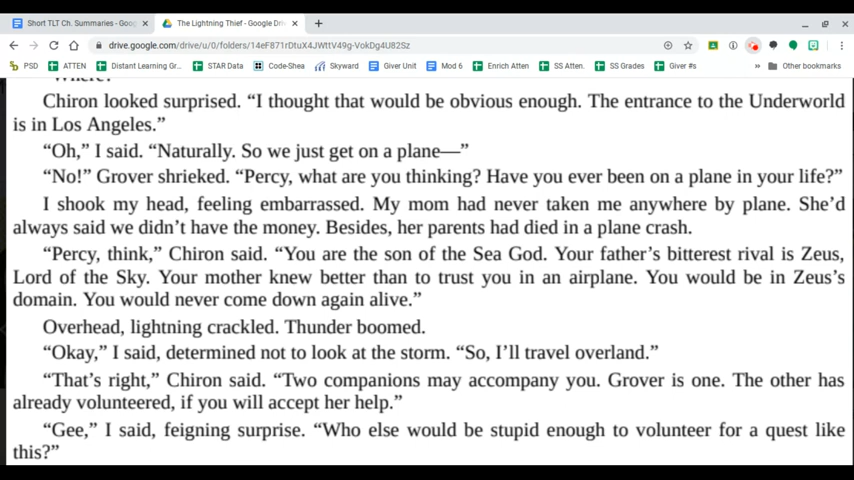 Short TLT Ch. Summaries - Goog
The Lightning Thief - Google Driv
drive.google.com/drive/u/0/folders/14eF871rDtuX4JWttV49g-VokDg4U82Sz
PSD ATTEN Distant Learning Gr... STAR Data Code-Shea Skyward Giver Unit Mod 6 Enrich Atten SS Atten. SS Grades Giver #s » Other bookmarks
"Where?"
Chiron looked surprised. “I thought that would be obvious enough. The entrance to the Underworld
is in Los Angeles.”
“Oh,” I said. “Naturally. So we just get on a plane—”
“No!” Grover shrieked. “Percy, what are you thinking? Have you ever been on a plane in your life?”
I shook my head, feeling embarrassed. My mom had never taken me anywhere by plane. She’d
always said we didn’t have the money. Besides, her parents had died in a plane crash.
“Percy, think,” Chiron said. “You are the son of the Sea God. Your father’s bitterest rival is Zeus,
Lord of the Sky. Your mother knew better than to trust you in an airplane. You would be in Zeus’s
domain. You would never come down again alive.”
Overhead, lightning crackled. Thunder boomed.
“Okay,” I said, determined not to look at the storm. “So, I’ll travel overland.”
“That’s right,” Chiron said. “Two companions may accompany you. Grover is one. The other has
already volunteered, if you will accept her help.”
“Gee,” I said, feigning surprise. “Who else would be stupid enough to volunteer for a quest like
this?”